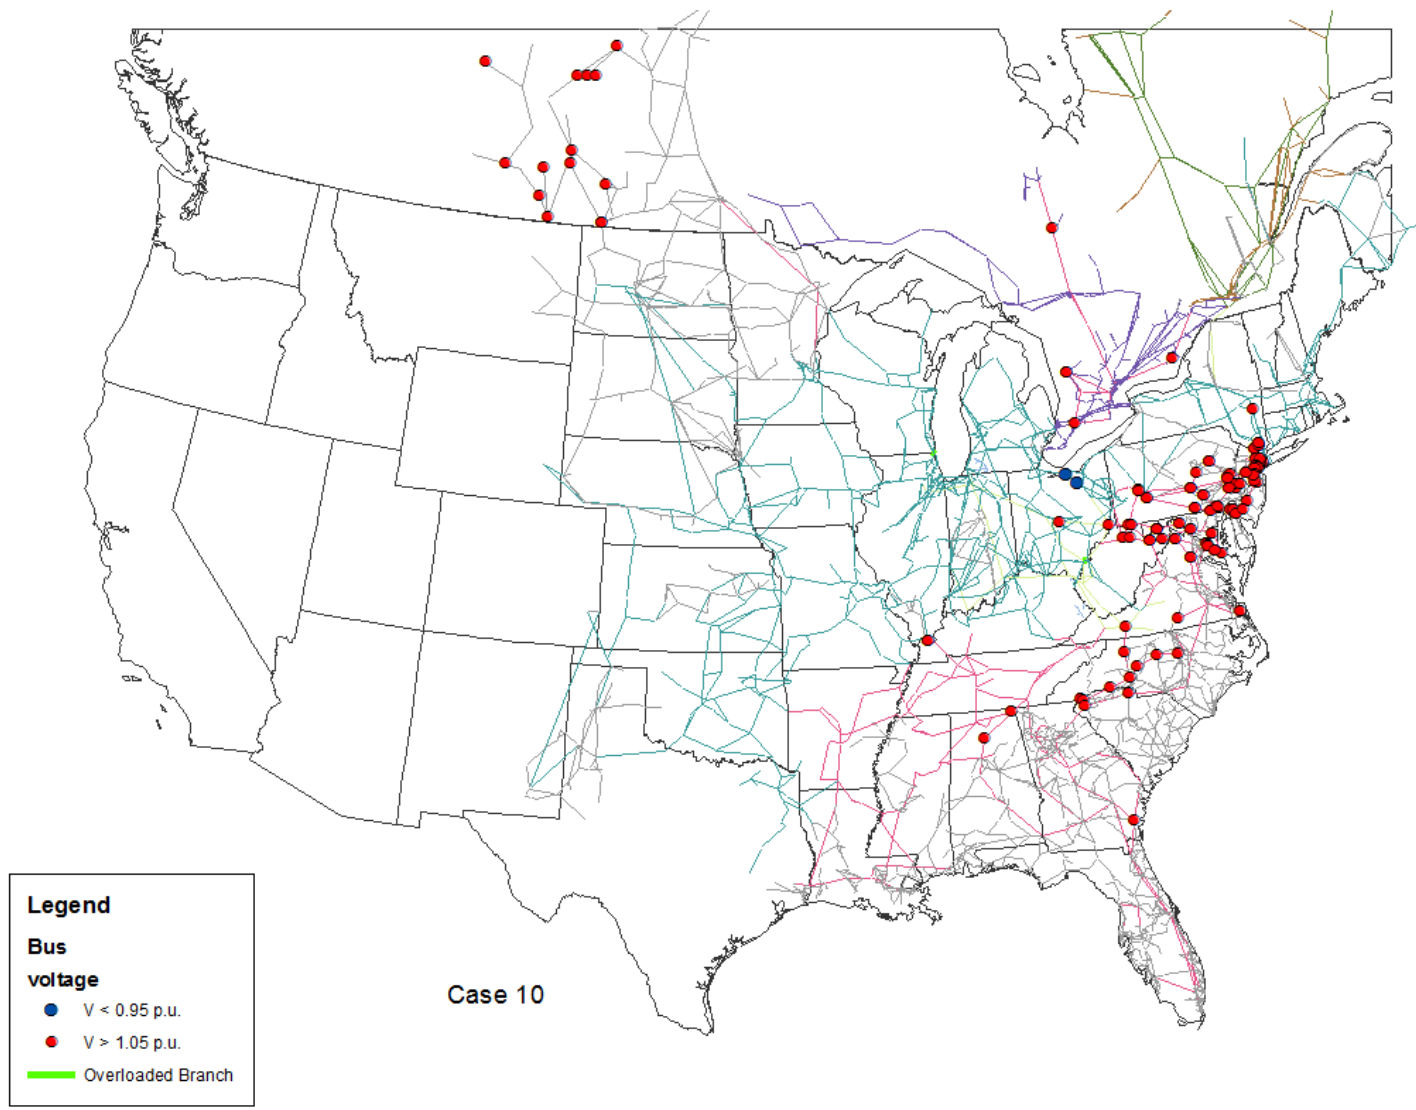 Legend
Bus
voltage
V < 0.95 p.u.
V > 1.05 p.u.
Overloaded Branch
Case 10